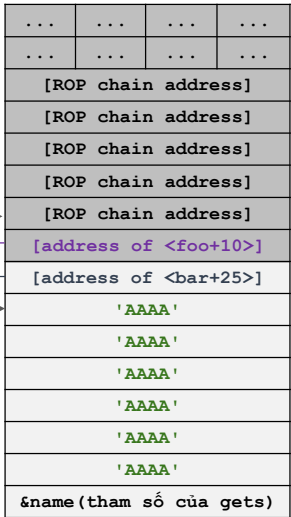 ... ... ... ...
... ... ... ...
[ROP chain address]
[ROP chain address]
[ROP chain address]
[ROP chain address]
[ROP chain address]
[address of <foo+10>]
[address of <bar+25>]
'AAAA'
'AAAA'
'AAAA'
'AAAA'
'AAAA'
'AAAA'
&name(tham số của gets)